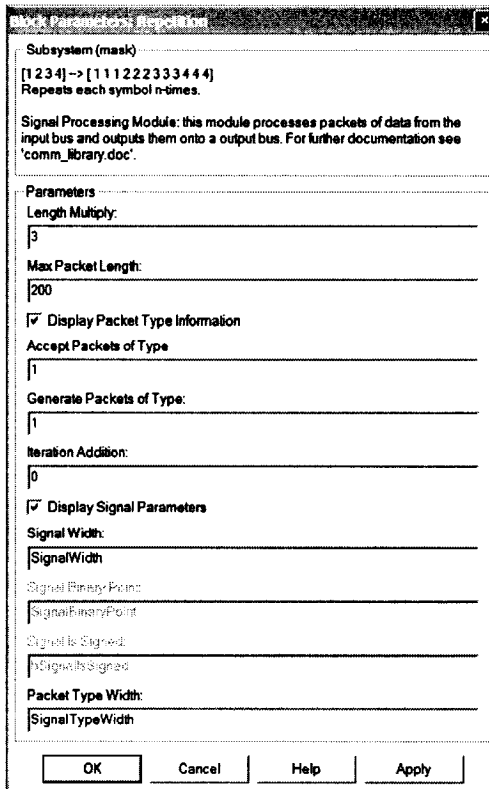 Block Parameters: Repetition
Subsystem (mask)
[1 2 3 4] --> [1 1 1 2 2 2 3 3 3 4 4 4]
Repeats each symbol n-times.
Signal Processing Module: this module processes packets of data from the
input bus and outputs them onto a output bus. For further documentation see
'comm_library.doc'.
Parameters
Length Multiply:
3
Max Packet Length:
200
Display Packet Type Information
Accept Packets of Type
1
Generate Packets of Type:
1
Iteration Addition:
0
Display Signal Parameters
Signal Width:
SignalWidth
Signal Binary Point:
SignalBinaryPoint
Signal Is Signed:
bSignalIsSigned
Packet Type Width:
SignalTypeWidth
OK
Cancel
Help
Apply